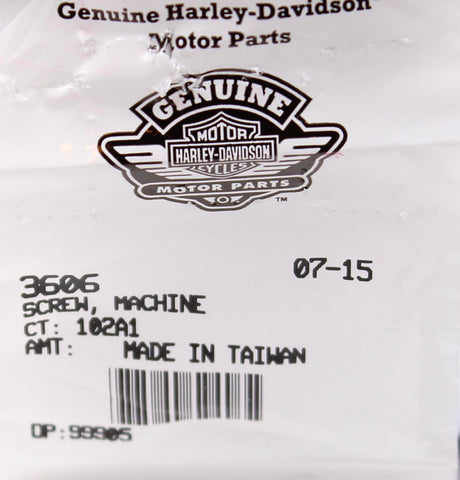 Genuine Harley-Davidson
Motor Parts
GENUINE
MOTOR
HARLEY-DAVIDSON
CYCLES
MOTOR PARTS
™
07-15
3606
SCREW, MACHINE
CT: 102A1
AMT: MADE IN TAIWAN
DP:99905